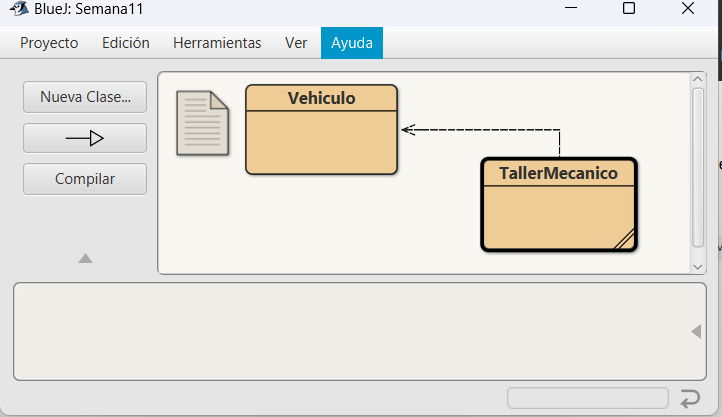 BlueJ: Semana11
Proyecto Edición Herramientas Ver Ayuda
Nueva Clase...
Compilar
Vehiculo
TallerMecanico